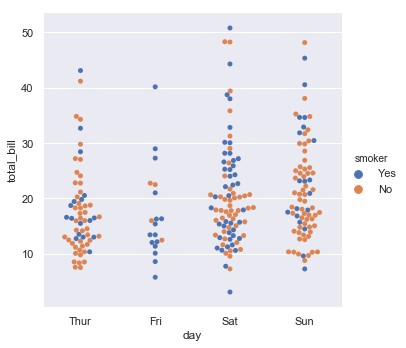 50
40
30
20
10
total_bill
Thur Fri Sat Sun
day
smoker
Yes
No